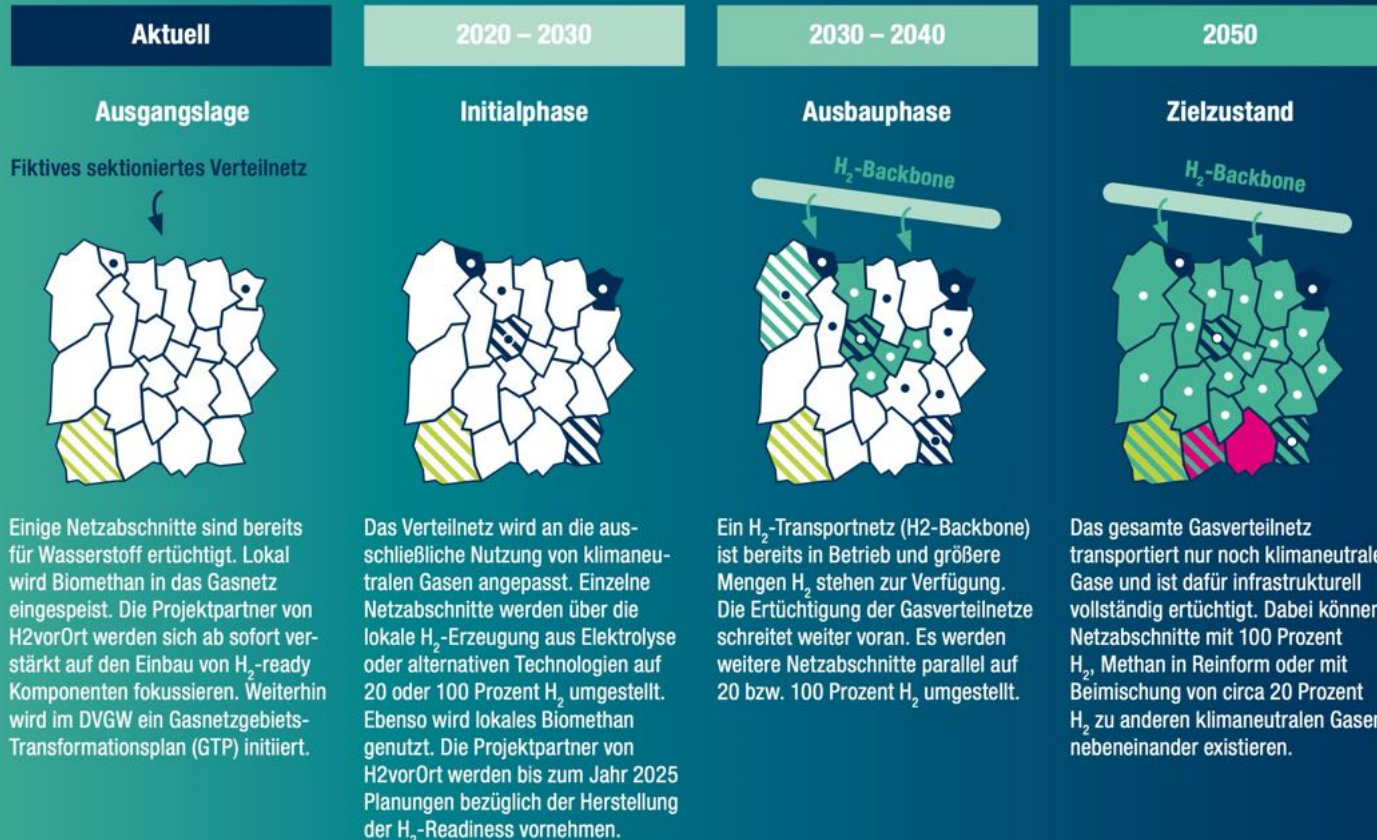 Aktuell
Ausgangslage
Fiktives sektioniertes Verteilnetz
Einige Netzabschnitte sind bereits
für Wasserstoff ertüchtigt. Lokal
wird Biomethan in das Gasnetz
eingespeist. Die Projektpartner von
H2vorOrt werden sich ab sofort ver-
stärkt auf den Einbau von H₂-ready
Komponenten fokussieren. Weiterhin
wird im DVGW ein Gasnetzgebiets-
Transformationsplan (GTP) initiiert.
2020 – 2030
Initialphase
Das Verteilnetz wird an die aus-
schließliche Nutzung von klimaneu-
tralen Gasen angepasst. Einzelne
Netzabschnitte werden über die
lokale H₂-Erzeugung aus Elektrolyse
oder alternativen Technologien auf
20 oder 100 Prozent H₂ umgestellt.
Ebenso wird lokales Biomethan
genutzt. Die Projektpartner von
H2vorOrt werden bis zum Jahr 2025
Planungen bezüglich der Herstellung
der H₂-Readiness vornehmen.
2030 – 2040
Ausbauphase
H₂-Backbone
Ein H₂-Transportnetz (H2-Backbone)
ist bereits in Betrieb und größere
Mengen H₂ stehen zur Verfügung.
Die Ertüchtigung der Gasverteilnetze
schreitet weiter voran. Es werden
weitere Netzabschnitte parallel auf
20 bzw. 100 Prozent H₂ umgestellt.
2050
Zielzustand
H₂-Backbone
Das gesamte Gasverteilnetz
transportiert nur noch klimaneutrale
Gase und ist dafür infrastrukturell
vollständig ertüchtigt. Dabei können
Netzabschnitte mit 100 Prozent
H₂, Methan in Reinform oder mit
Beimischung von circa 20 Prozent
H₂ zu anderen klimaneutralen Gasen
nebeneinander existieren.